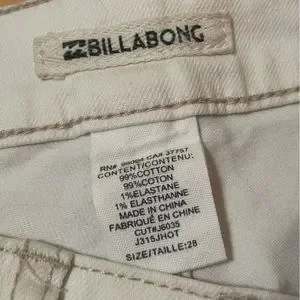 BILLABONG
RN# 99094 CA# 37757
CONTENT/CONTENU:
99%COTTON
99%COTON
1%ELASTANE
1% ELASTHANNE
MADE IN CHINA
FABRIQUÉ EN CHINE
CUT#J6035
J315JHOT
SIZE/TAILLE:28